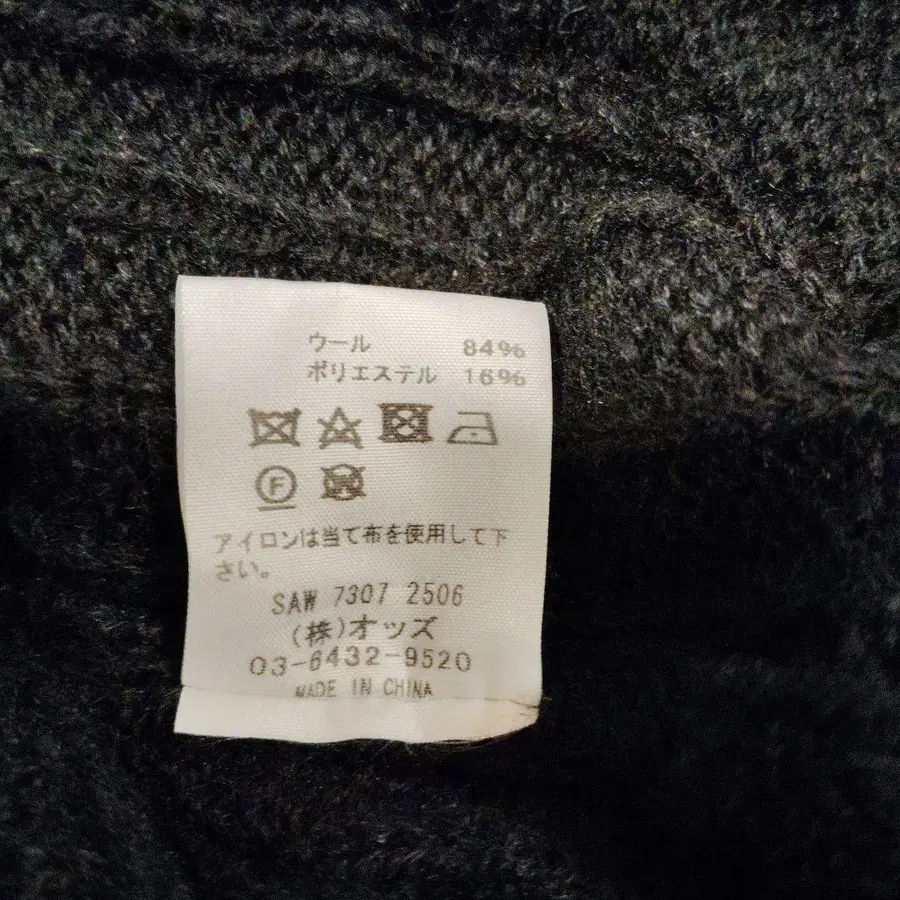 ウール 84%
ポリエステル 16%
F
アイロンは当て布を使用して下
さい。
SAW 7307 2506
(株)オッズ
03-6432-9520
MADE IN CHINA